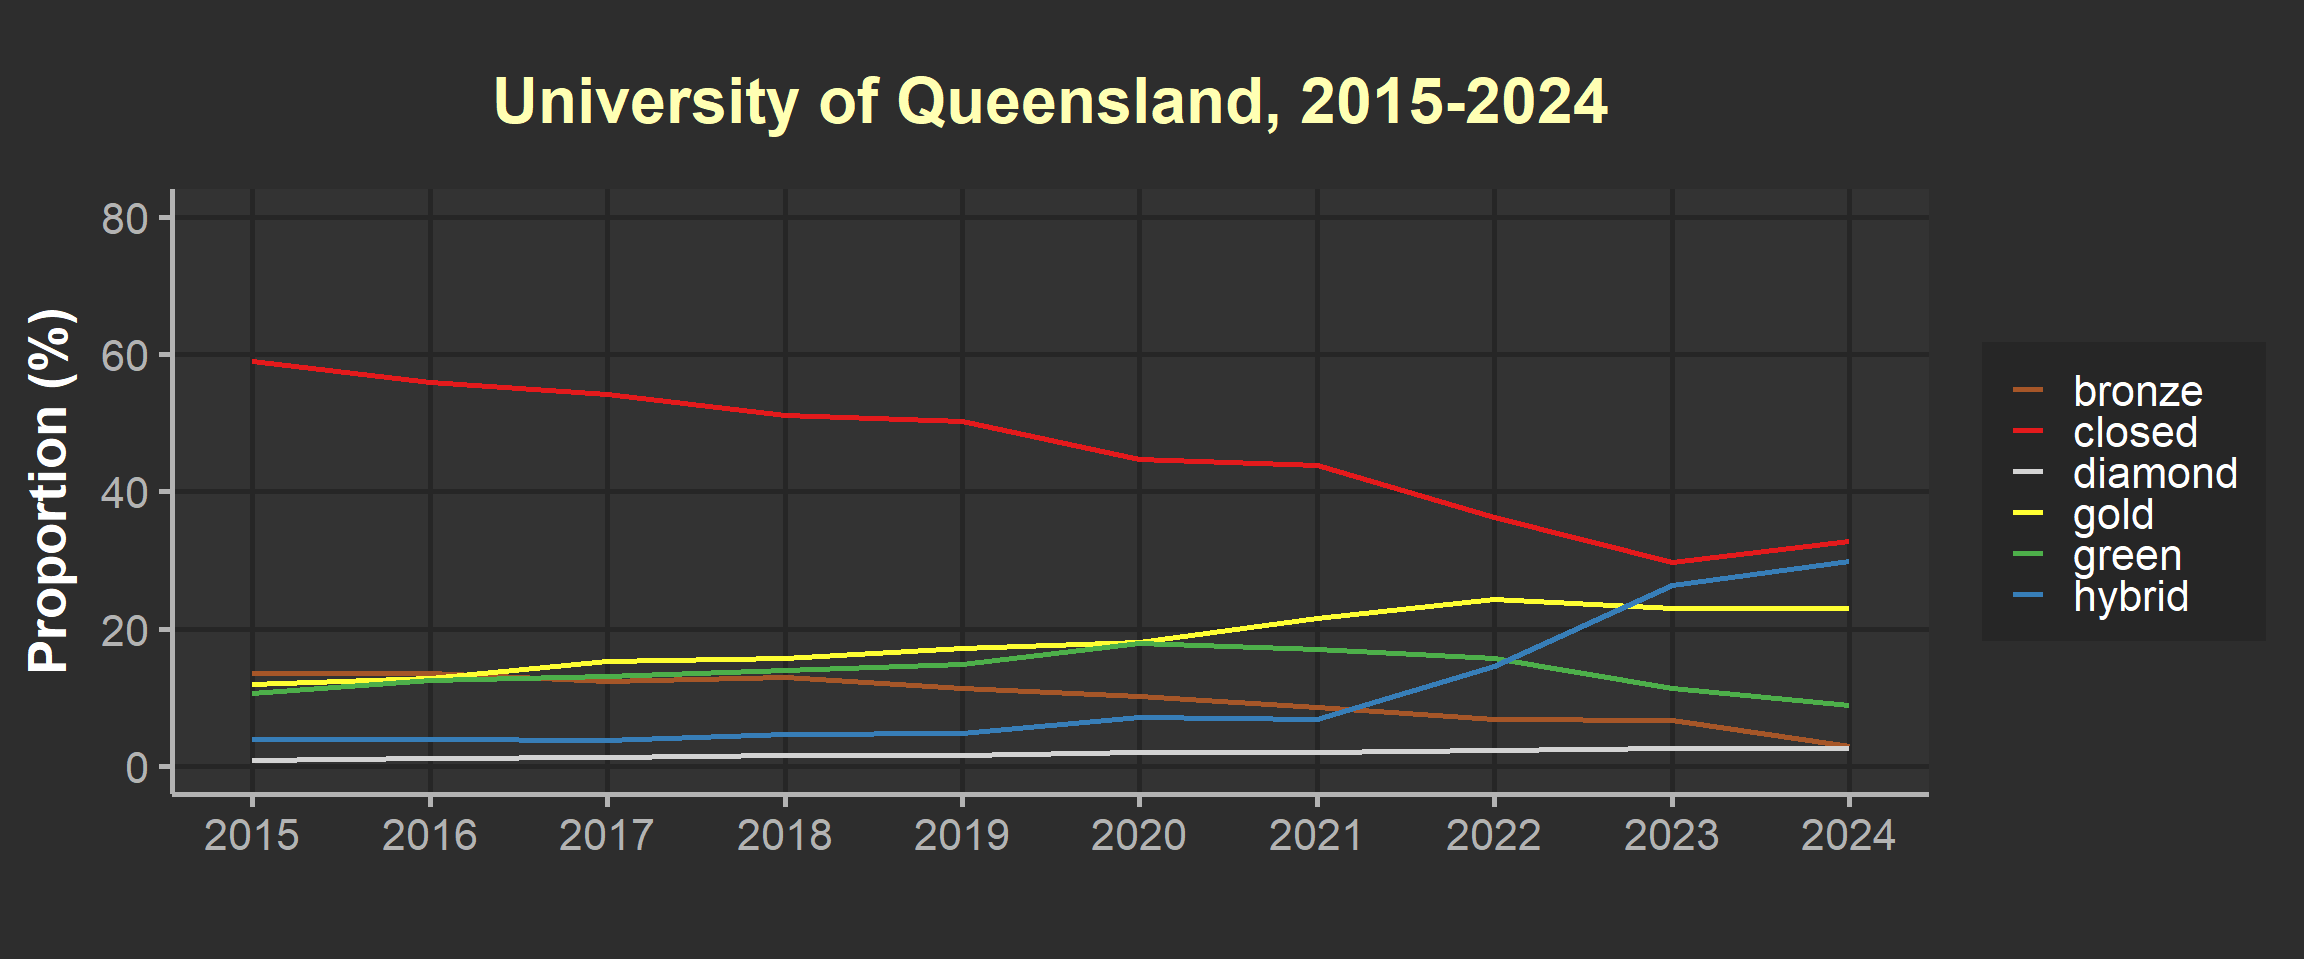 University of Queensland, 2015-2024
Proportion (%)
80
60
40
20
0
2015 2016 2017 2018 2019 2020 2021 2022 2023 2024
bronze
closed
diamond
gold
green
hybrid